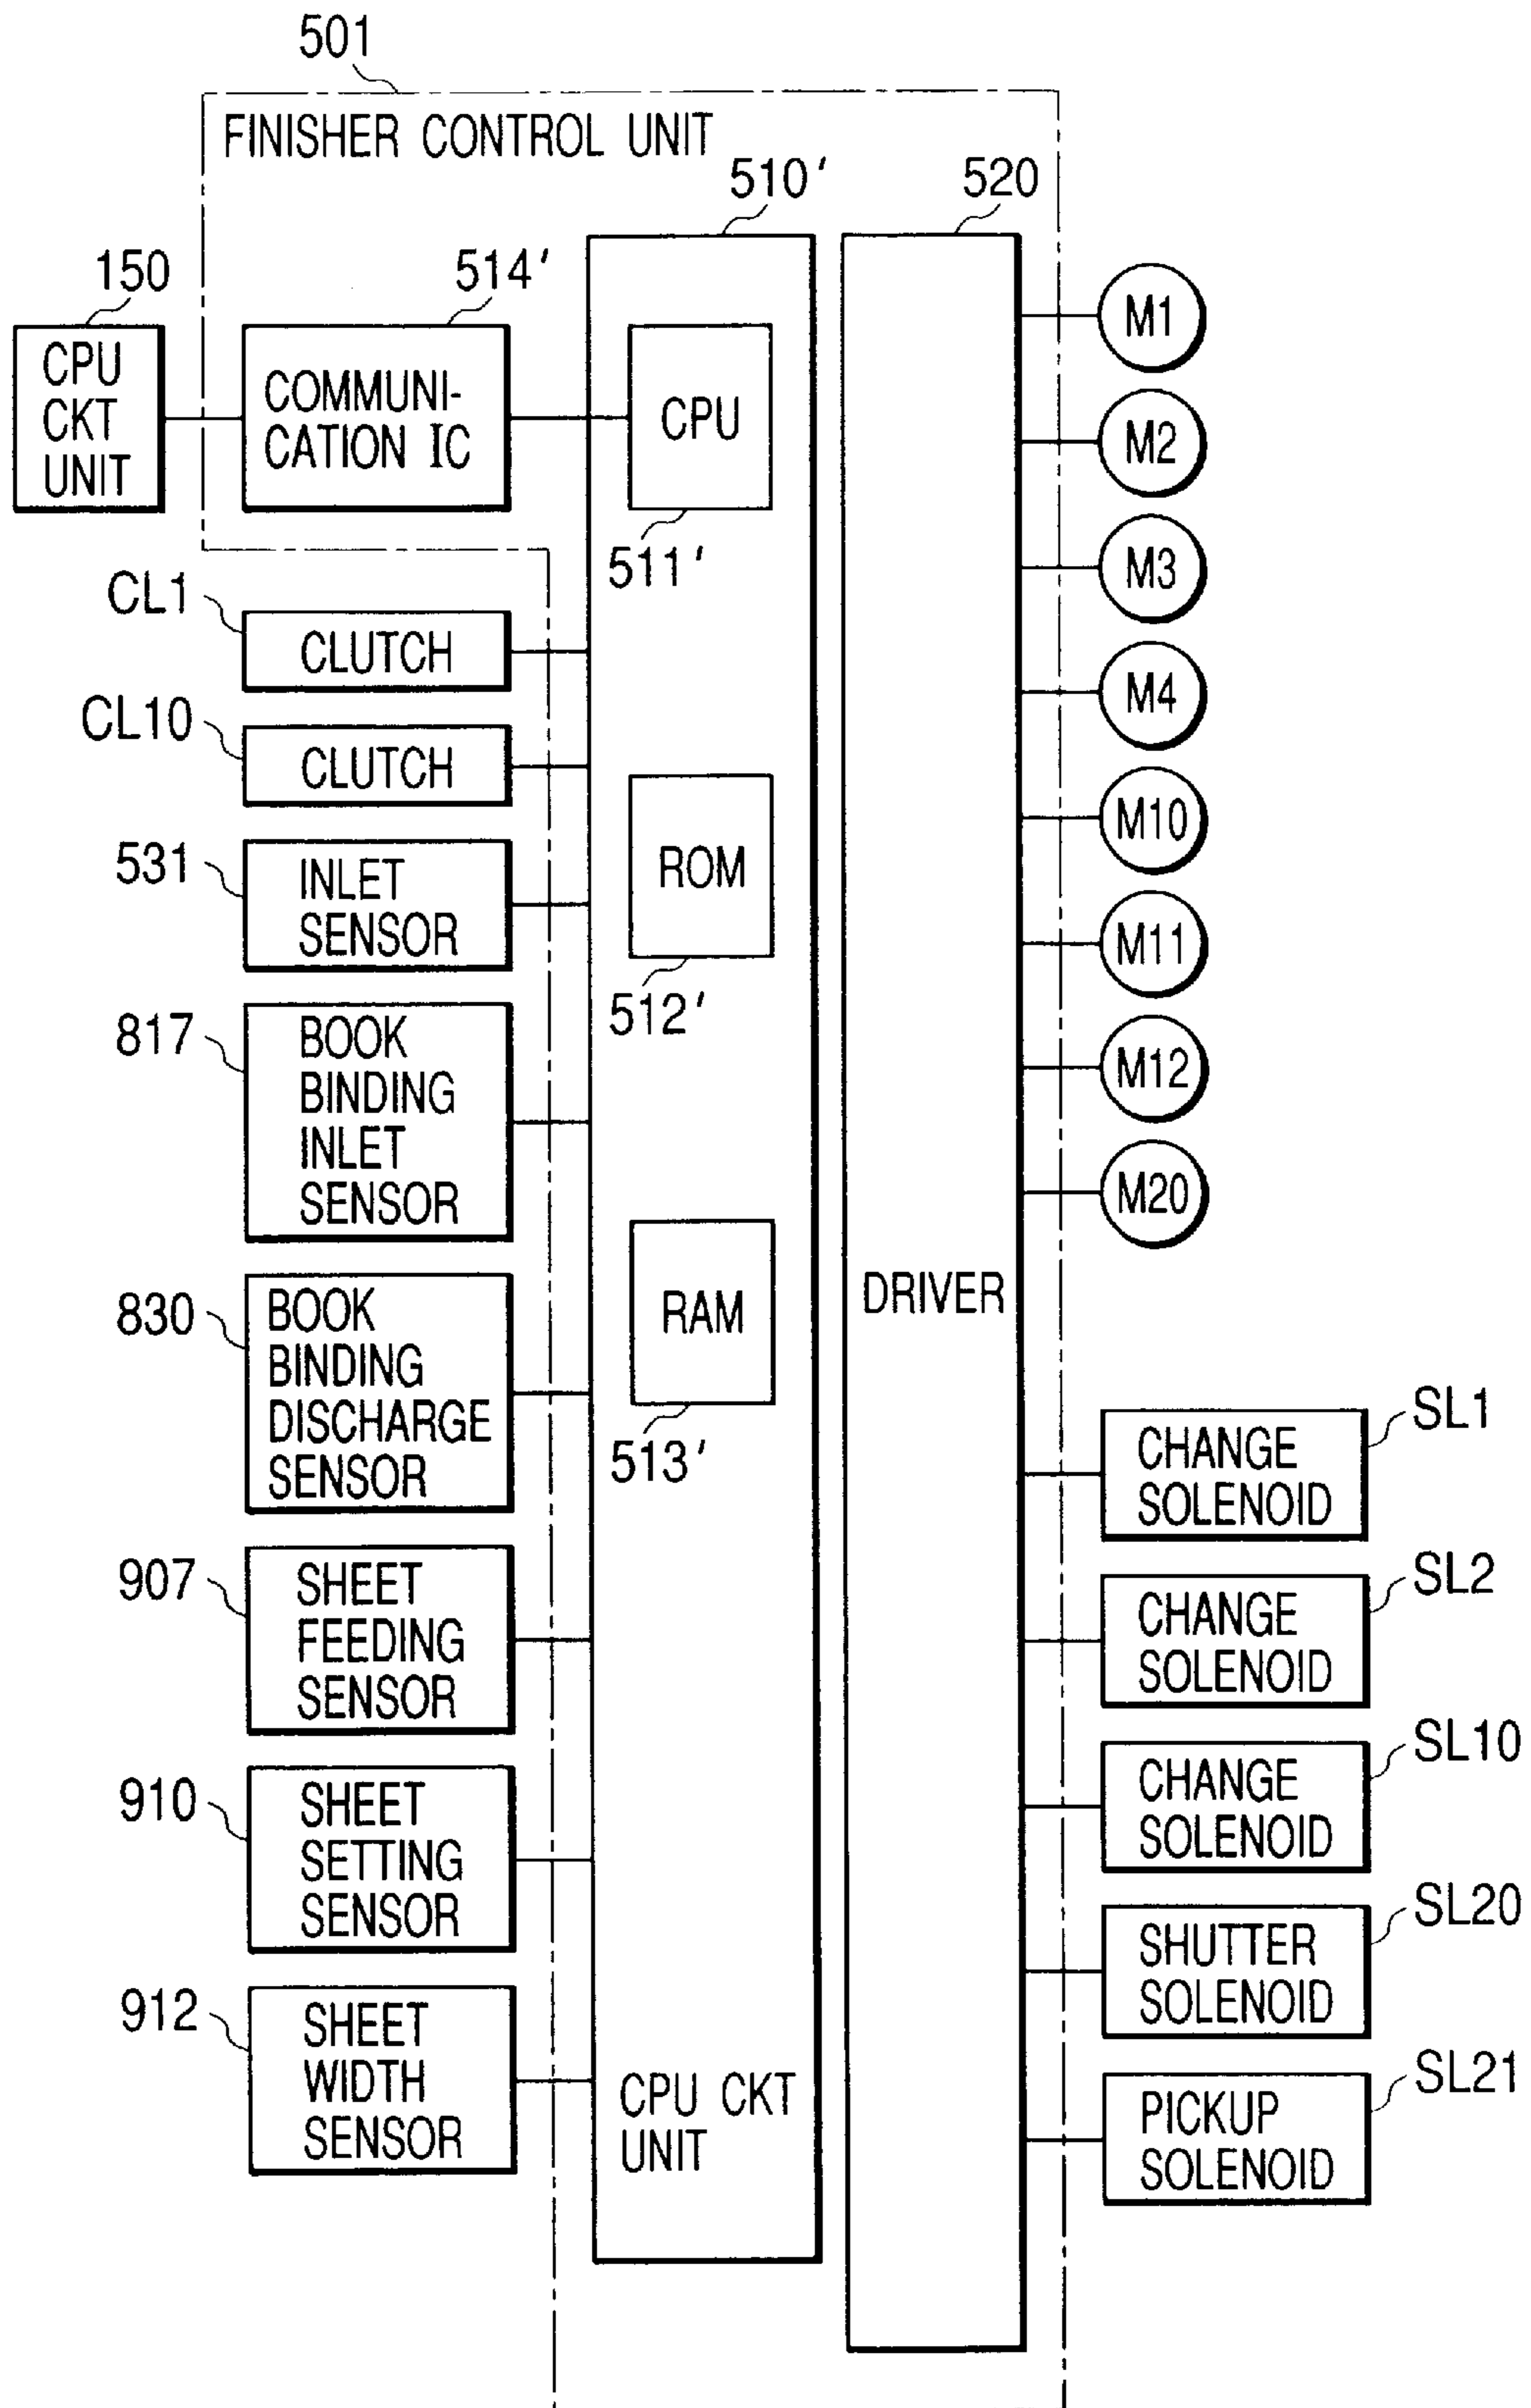 501
FINISHER CONTROL UNIT
510'
520
150
514'
CPU
CKT
UNIT
COMMUNI-
CATION IC
CPU
511'
M1
M2
M3
M4
M10
M11
M12
M20
CL1
CLUTCH
CL10
CLUTCH
531
INLET
SENSOR
ROM
512'
817
BOOK
BINDING
INLET
SENSOR
830
BOOK
BINDING
DISCHARGE
SENSOR
RAM
513'
DRIVER
907
SHEET
FEEDING
SENSOR
910
SHEET
SETTING
SENSOR
912
SHEET
WIDTH
SENSOR
CPU CKT
UNIT
SL1
CHANGE
SOLENOID
SL2
CHANGE
SOLENOID
SL10
CHANGE
SOLENOID
SL20
SHUTTER
SOLENOID
SL21
PICKUP
SOLENOID